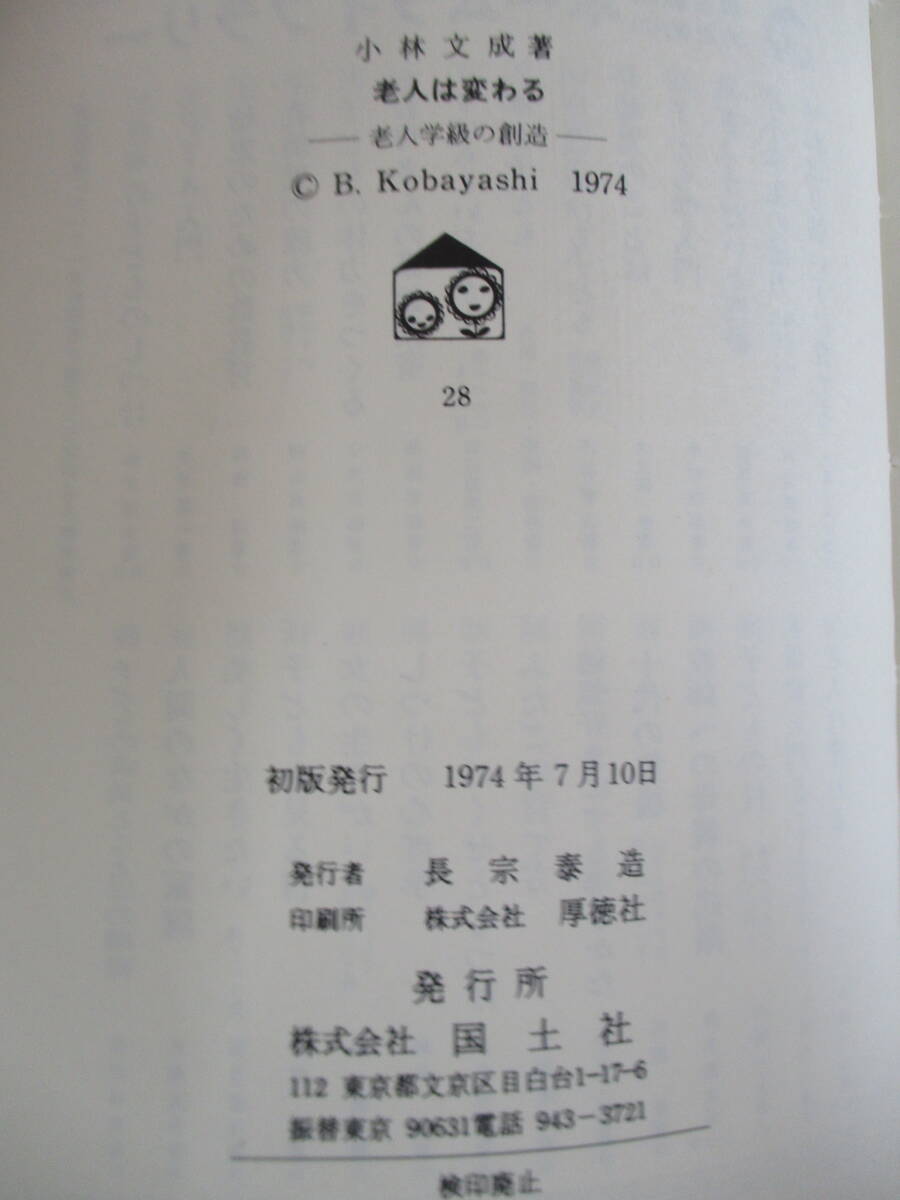 小林文成著
老人は変わる
― 老人学級の創造 ―
© B. Kobayashi 1974
28
初版発行 1974年7月10日
発行者 長宗泰造
印刷所 株式会社 厚徳社
発行所
株式会社 国土社
112 東京都文京区目白台1-17-6
振替東京 90631電話 943-3721
検印廃止